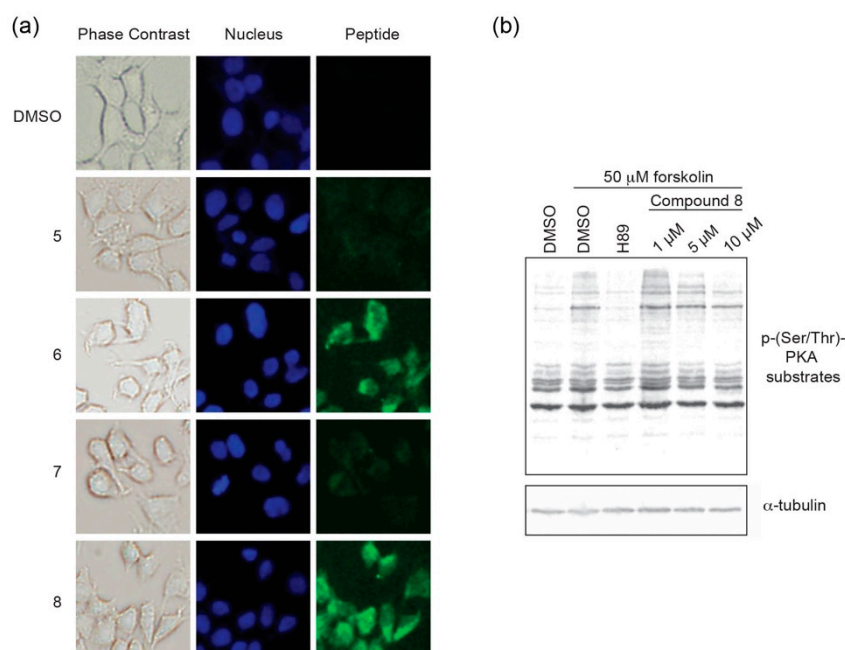 (a)
Phase Contrast Nucleus Peptide
DMSO
5
6
7
8
(b)
50 µM forskolin
Compound 8
DMSO DMSO H89 1 µM 5 µM 10 µM
p-(Ser/Thr)-
PKA
substrates
α-tubulin